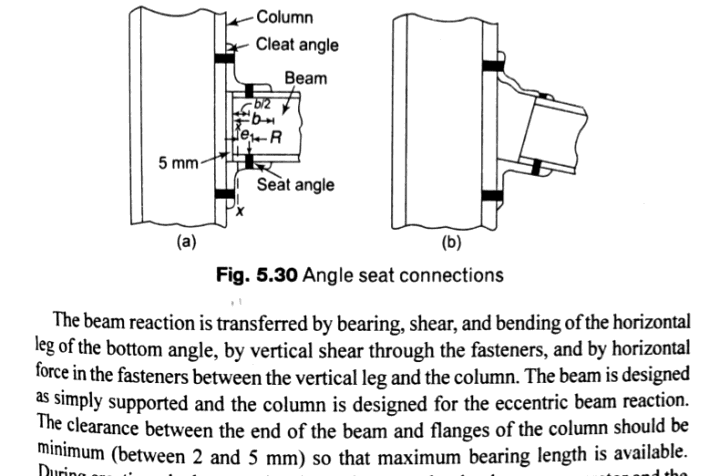 Column
Cleat angle
Beam
b/2
b
x
e₁ R
5 mm
Seat angle
x
(a)
(b)
Fig. 5.30 Angle seat connections
The beam reaction is transferred by bearing, shear, and bending of the horizontal
leg of the bottom angle, by vertical shear through the fasteners, and by horizontal
force in the fasteners between the vertical leg and the column. The beam is designed
as simply supported and the column is designed for the eccentric beam reaction.
The clearance between the end of the beam and flanges of the column should be
minimum (between 2 and 5 mm) so that maximum bearing length is available.
During